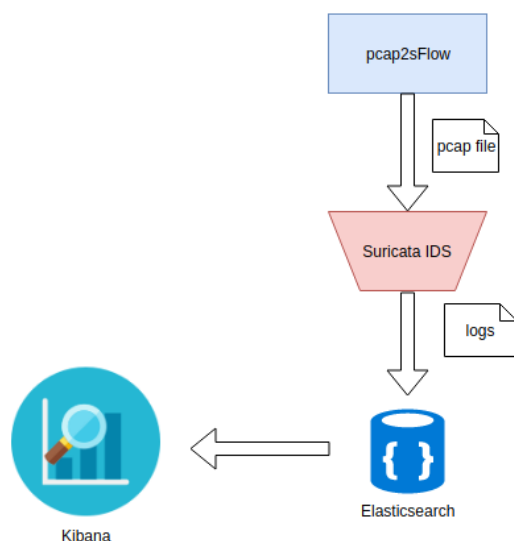 pcap2sFlow
pcap file
Suricata IDS
logs
{ }
Elasticsearch
Kibana